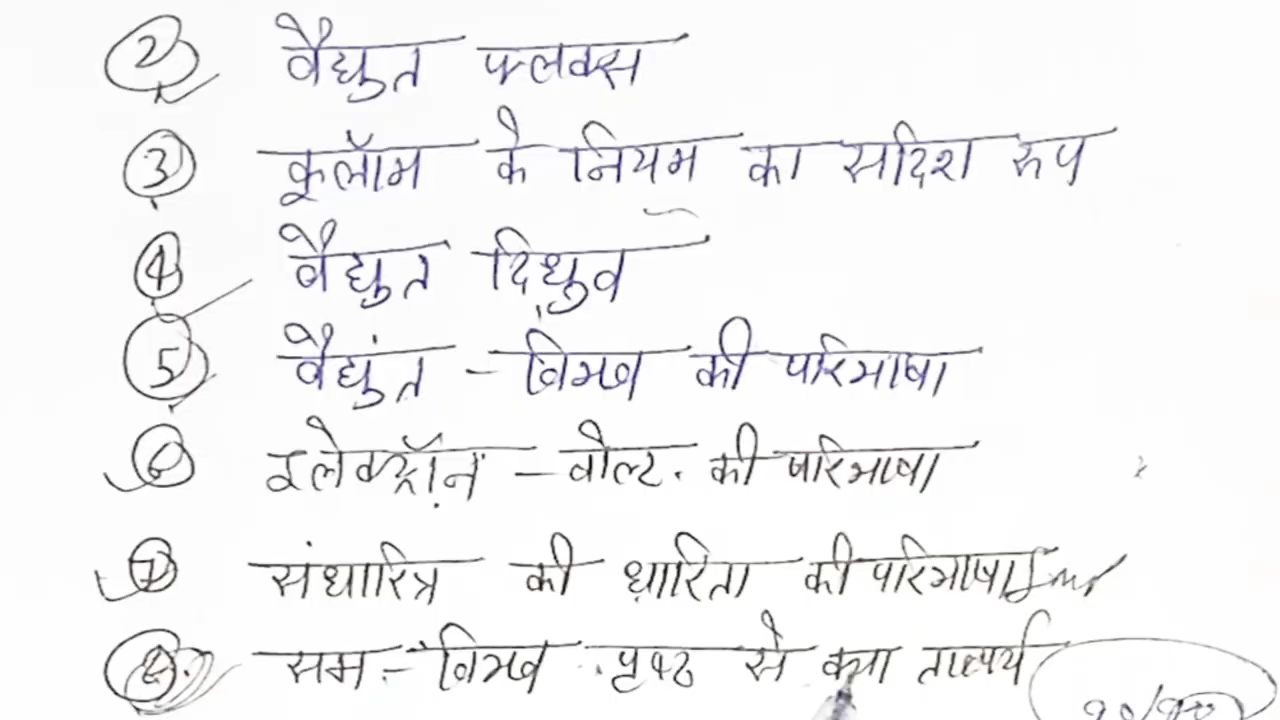 ② वैद्युत फ्लक्स
③ कूलॉम के नियम का सदिश रूप
④ वैद्युत द्विध्रुव
⑤ वैद्युत - विभव की परिभाषा
⑥ इलेक्ट्रॉन - वोल्ट की परिभाषा
⑦ संधारित्र की धारिता की परिभाषा
⑧ सम - विभव पृष्ठ से क्या तात्पर्य